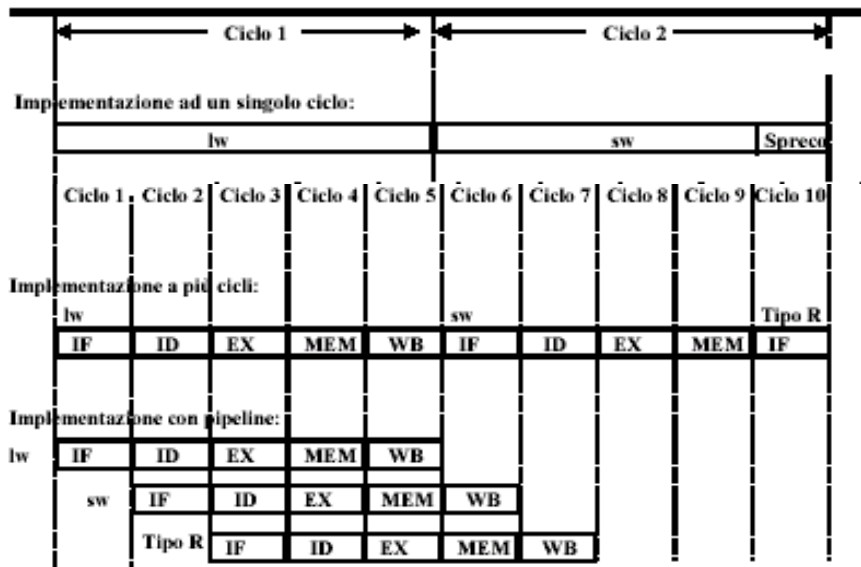 Ciclo 1 Ciclo 2
Implementazione ad un singolo ciclo:
lw sw Spreco
Ciclo 1 Ciclo 2 Ciclo 3 Ciclo 4 Ciclo 5 Ciclo 6 Ciclo 7 Ciclo 8 Ciclo 9 Ciclo 10
Implementazione a più cicli:
lw sw Tipo R
IF ID EX MEM WB IF ID EX MEM IF
Implementazione con pipeline:
lw IF ID EX MEM WB
sw IF ID EX MEM WB
Tipo R IF ID EX MEM WB